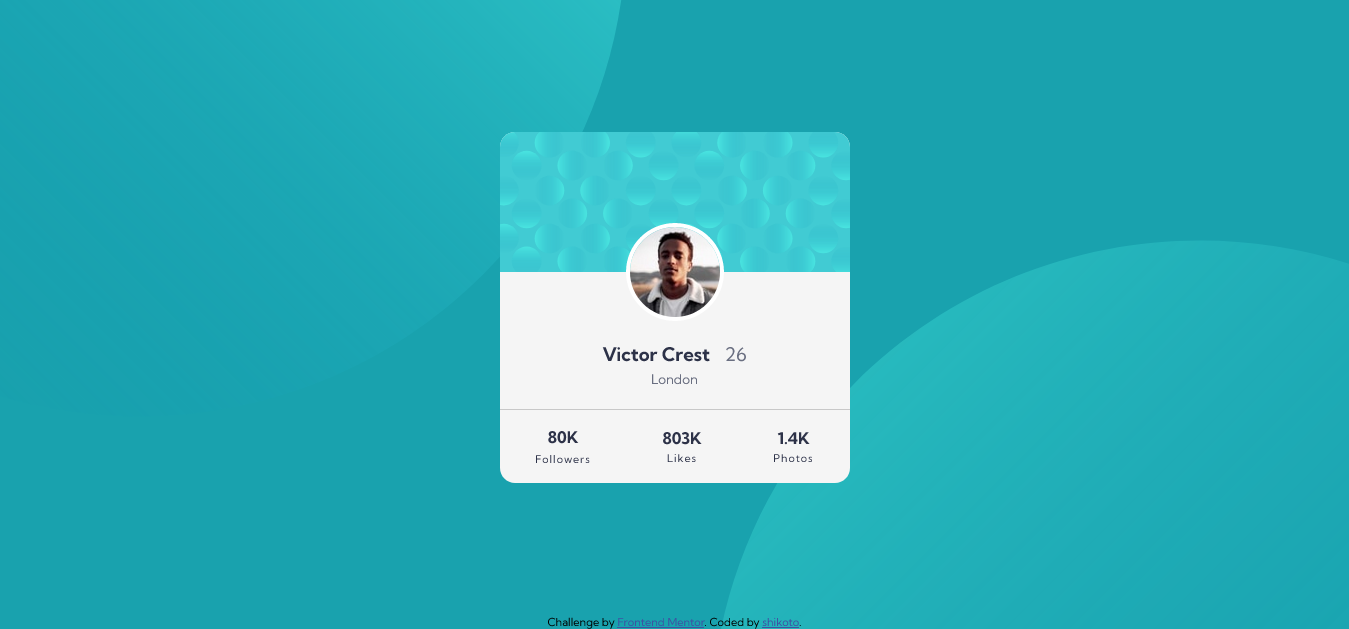 Victor Crest 26
London
80K 803K 1.4K
Followers Likes Photos
Challenge by Frontend Mentor. Coded by shikoto.